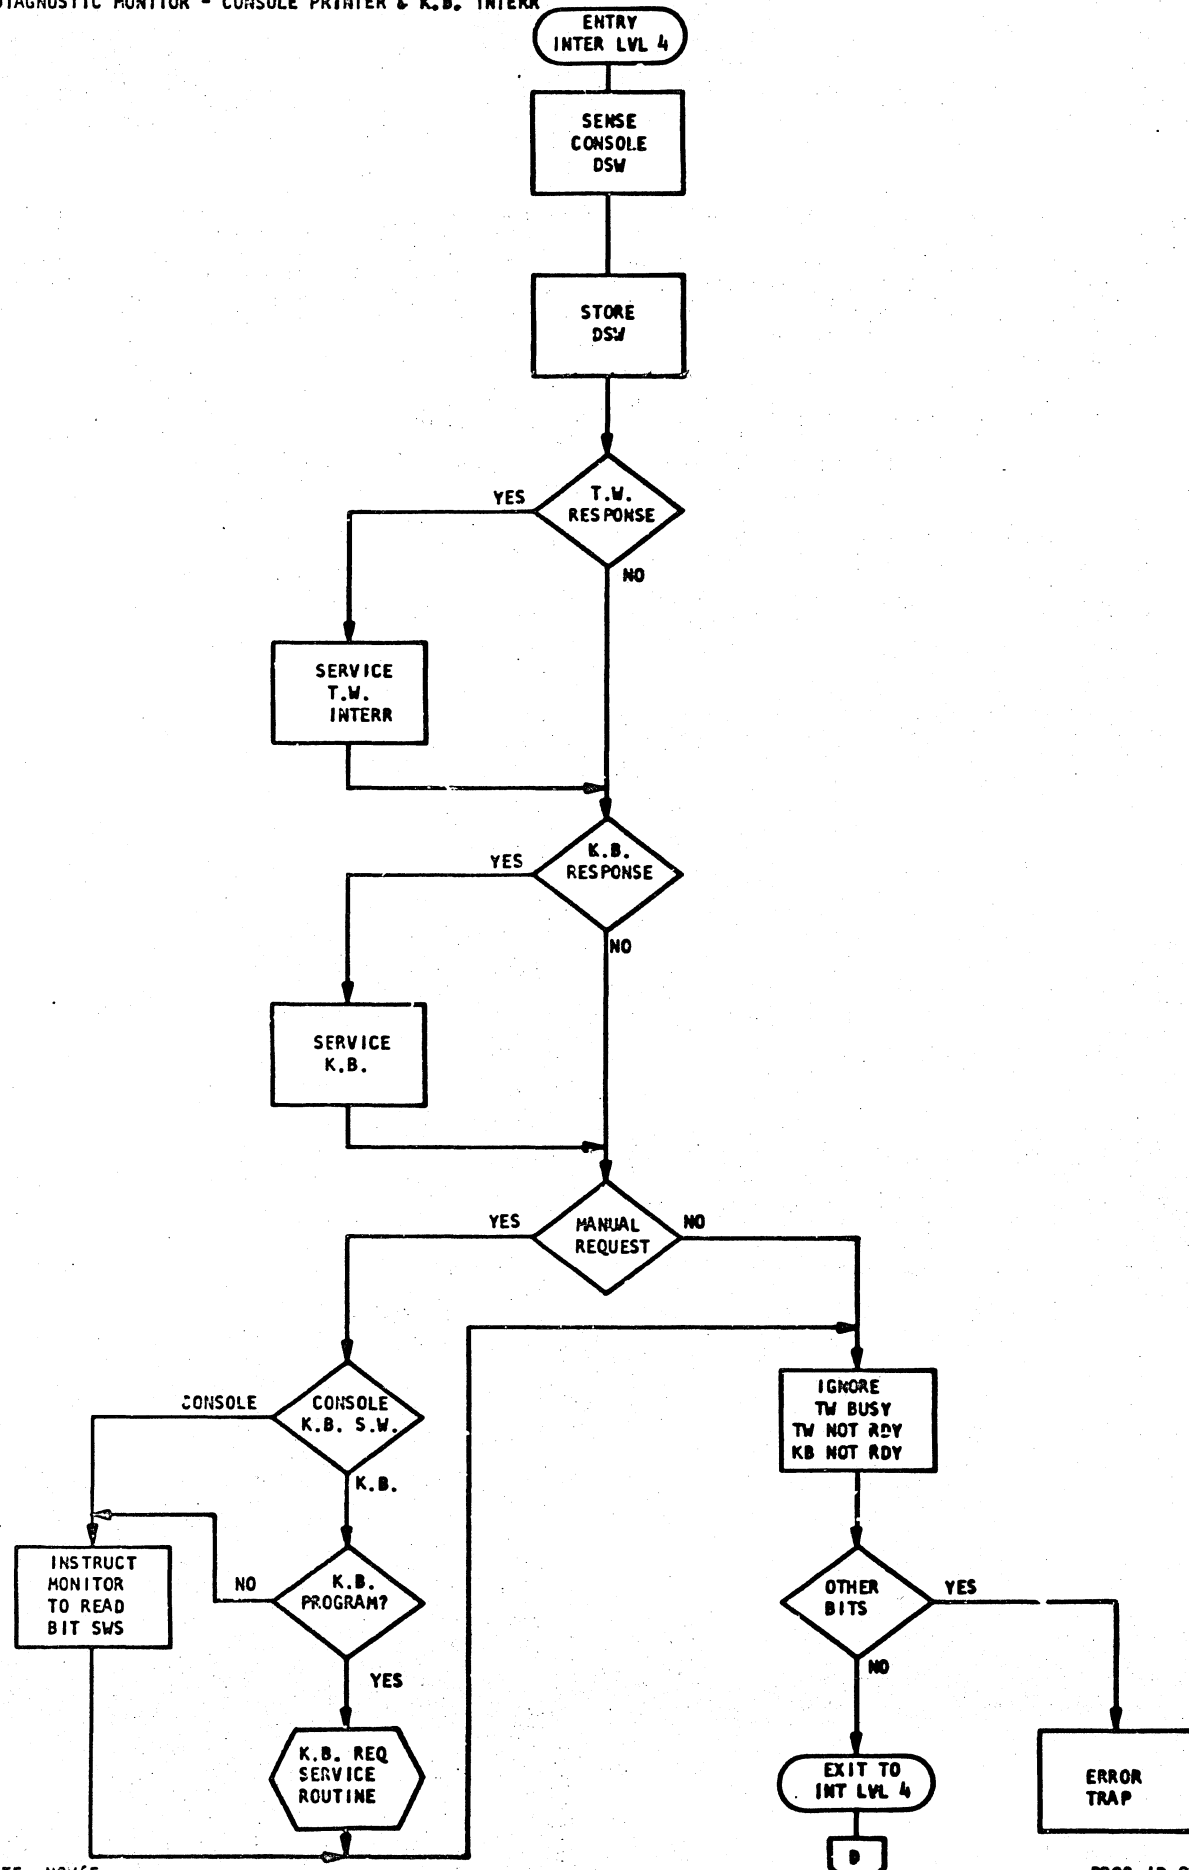 DIAGNOSTIC MONITOR - CONSOLE PRINTER & K.B. INTERR
ENTRY
INTER LVL 4
SENSE
CONSOLE
DSW
STORE
DSW
T.W.
RESPONSE
YES
NO
SERVICE
T.W.
INTERR
K.B.
RESPONSE
YES
NO
SERVICE
K.B.
MANUAL
REQUEST
YES
NO
CONSOLE
K.B. S.W.
CONSOLE
K.B.
IGNORE
TW BUSY
TW NOT RDY
KB NOT RDY
INSTRUCT
MONITOR
TO READ
BIT SWS
NO
K.B.
PROGRAM?
YES
OTHER
BITS
YES
NO
K.B. REQ
SERVICE
ROUTINE
EXIT TO
INT LVL 4
ERROR
TRAP